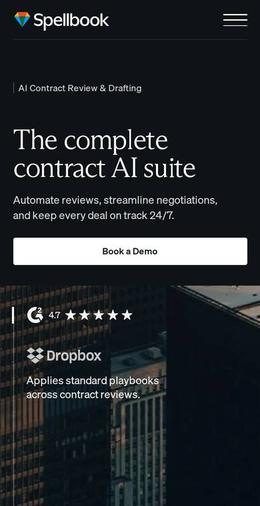 Spellbook
AI Contract Review & Drafting
The complete
contract AI suite
Automate reviews, streamline negotiations,
and keep every deal on track 24/7.
Book a Demo
G2 4.7 ★★★★★
Dropbox
Applies standard playbooks
across contract reviews.